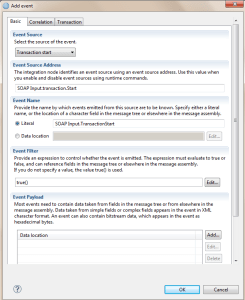 Add event
Basic Correlation Transaction
Event Source
Select the source of the event.
Transaction start
Event Source Address
The integration node identifies an event source using an event source address. Use this value when
you enable and disable event sources using runtime commands.
SOAP Input.transaction.Start
Event Name
Provide the name by which events emitted from this source are to be known. Specify either a literal
name, or the location of a character field in the message tree or elsewhere in the message assembly.
Literal SOAP Input.TransactionStart
Data location Edit...
Event Filter
Provide an expression to control whether the event is emitted. The expression must evaluate to true or
false, and can reference fields in the message tree or elsewhere in the message assembly.
If you do not specify a value, the value true() is used.
true() Edit...
Event Payload
Most events need to contain data taken from fields in the message tree or from elsewhere in the
message assembly. Data taken from simple fields or complex fields appears in the event in XML
character format. An event can also contain bitstream data, which appears in the event as
hexadecimal bytes.
Data location Add...
Edit...
Delete
OK Cancel